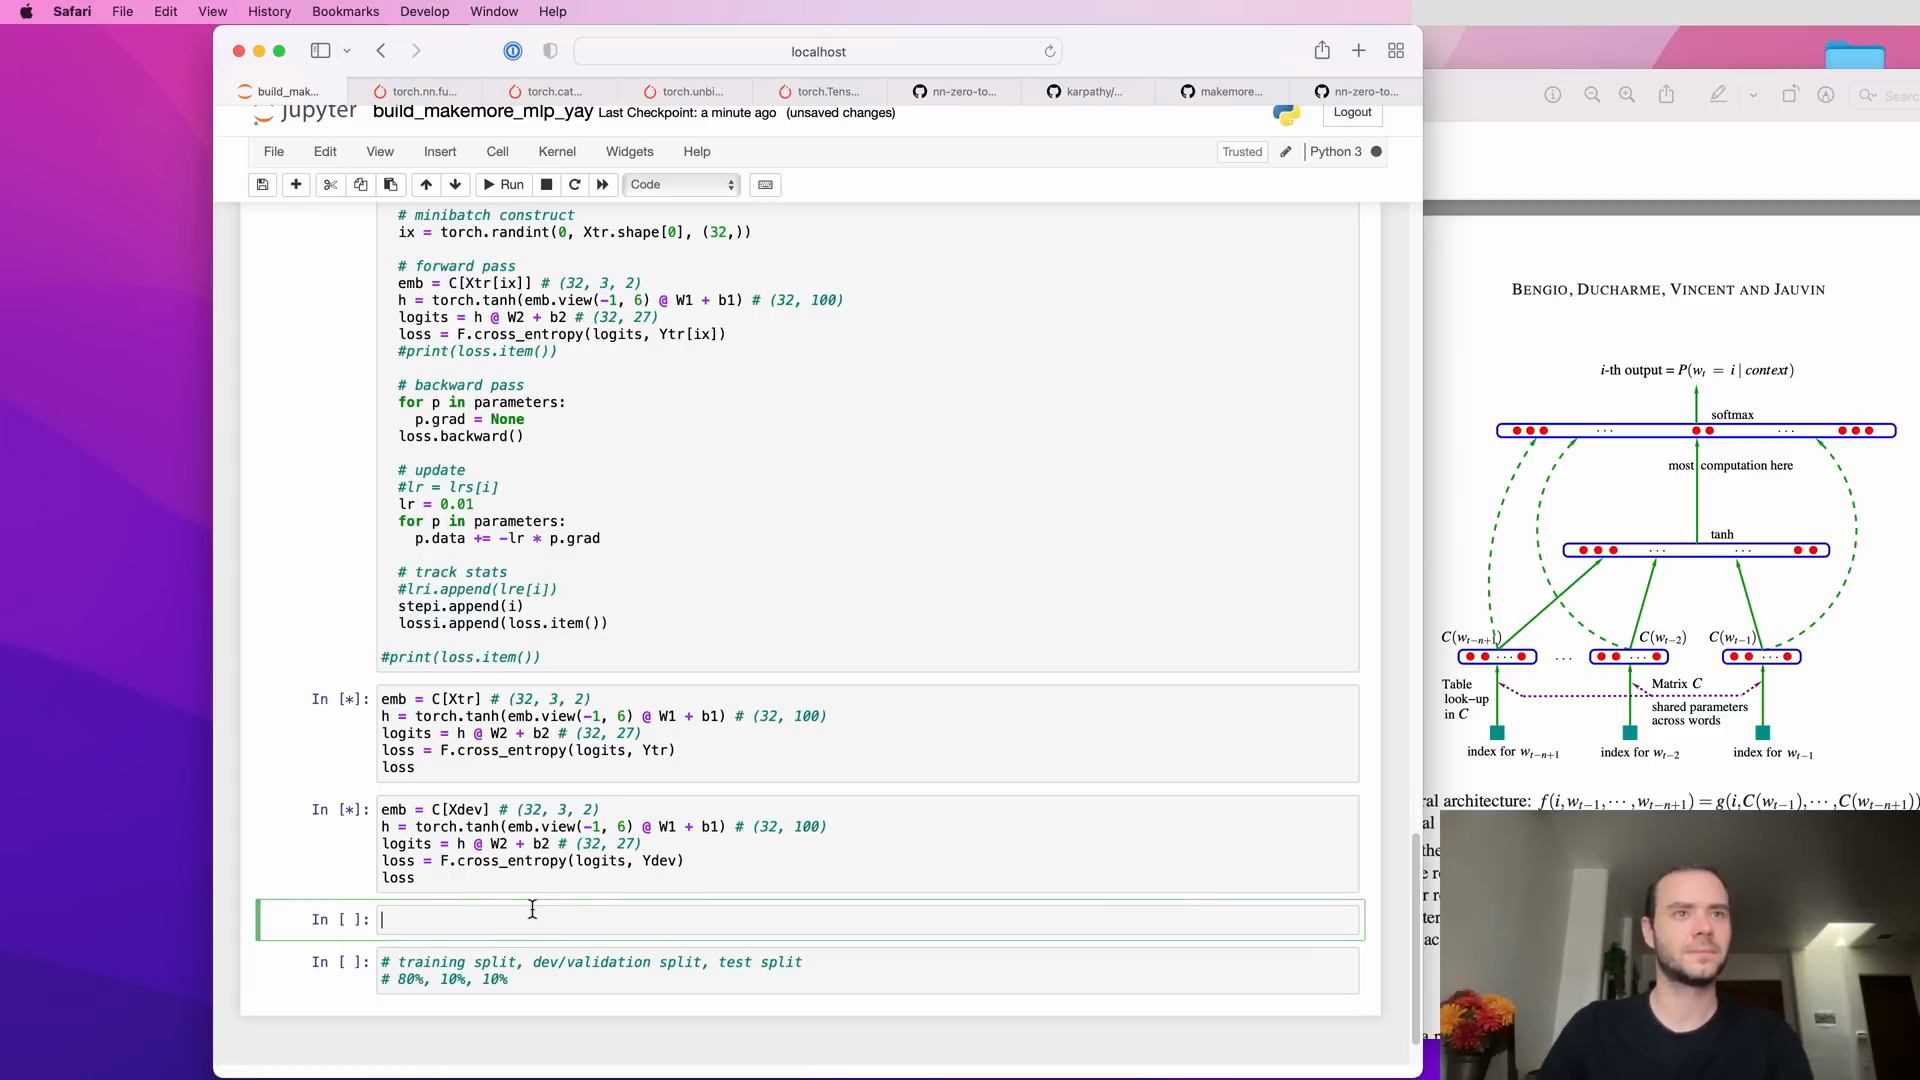 Safari File Edit View History Bookmarks Develop Window Help
localhost
build_mak... torch.nn.fu... torch.cat... torch.unbi... torch.Tens... nn-zero-to... karpathy/... makemore... nn-zero-to...
Jupyter build_makemore_mlp_yay Last Checkpoint: a minute ago (unsaved changes) Logout
File Edit View Insert Cell Kernel Widgets Help Trusted Python 3
Run Code
# minibatch construct
ix = torch.randint(0, Xtr.shape[0], (32,))
# forward pass
emb = C[Xtr[ix]] # (32, 3, 2)
h = torch.tanh(emb.view(-1, 6) @ W1 + b1) # (32, 100)
logits = h @ W2 + b2 # (32, 27)
loss = F.cross_entropy(logits, Ytr[ix])
#print(loss.item())
# backward pass
for p in parameters:
p.grad = None
loss.backward()
# update
#lr = lrs[i]
lr = 0.01
for p in parameters:
p.data += -lr * p.grad
# track stats
#lri.append(lre[i])
stepi.append(i)
lossi.append(loss.item())
#print(loss.item())
In [*]: emb = C[Xtr] # (32, 3, 2)
h = torch.tanh(emb.view(-1, 6) @ W1 + b1) # (32, 100)
logits = h @ W2 + b2 # (32, 27)
loss = F.cross_entropy(logits, Ytr)
loss
In [*]: emb = C[Xdev] # (32, 3, 2)
h = torch.tanh(emb.view(-1, 6) @ W1 + b1) # (32, 100)
logits = h @ W2 + b2 # (32, 27)
loss = F.cross_entropy(logits, Ydev)
loss
In [ ]:
In [ ]: # training split, dev/validation split, test split
# 80%, 10%, 10%
Search
BENGIO, DUCHARME, VINCENT AND JAUVIN
i-th output = P(w_t = i | context)
softmax
... ...
most computation here
tanh
... ...
C(w_{t-n+1}) C(w_{t-2}) C(w_{t-1})
... ... ... ...
Table look-up in C
Matrix C
shared parameters across words
index for w_{t-n+1} index for w_{t-2} index for w_{t-1}
ral architecture: f(i,w_{t-1},···,w_{t-n+1}) = g(i,C(w_{t-1}),···,C(w_{t-n+1}))